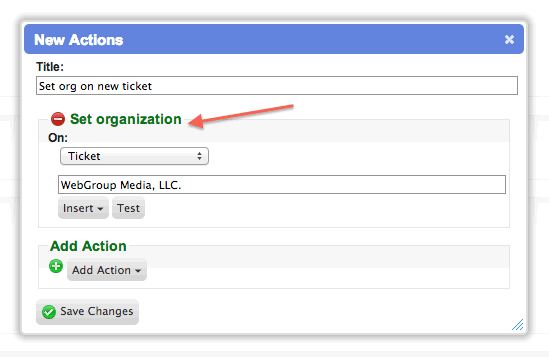 New Actions
Title:
Set org on new ticket
Set organization
On:
Ticket
WebGroup Media, LLC.
Insert
Test
Add Action
Add Action
Save Changes